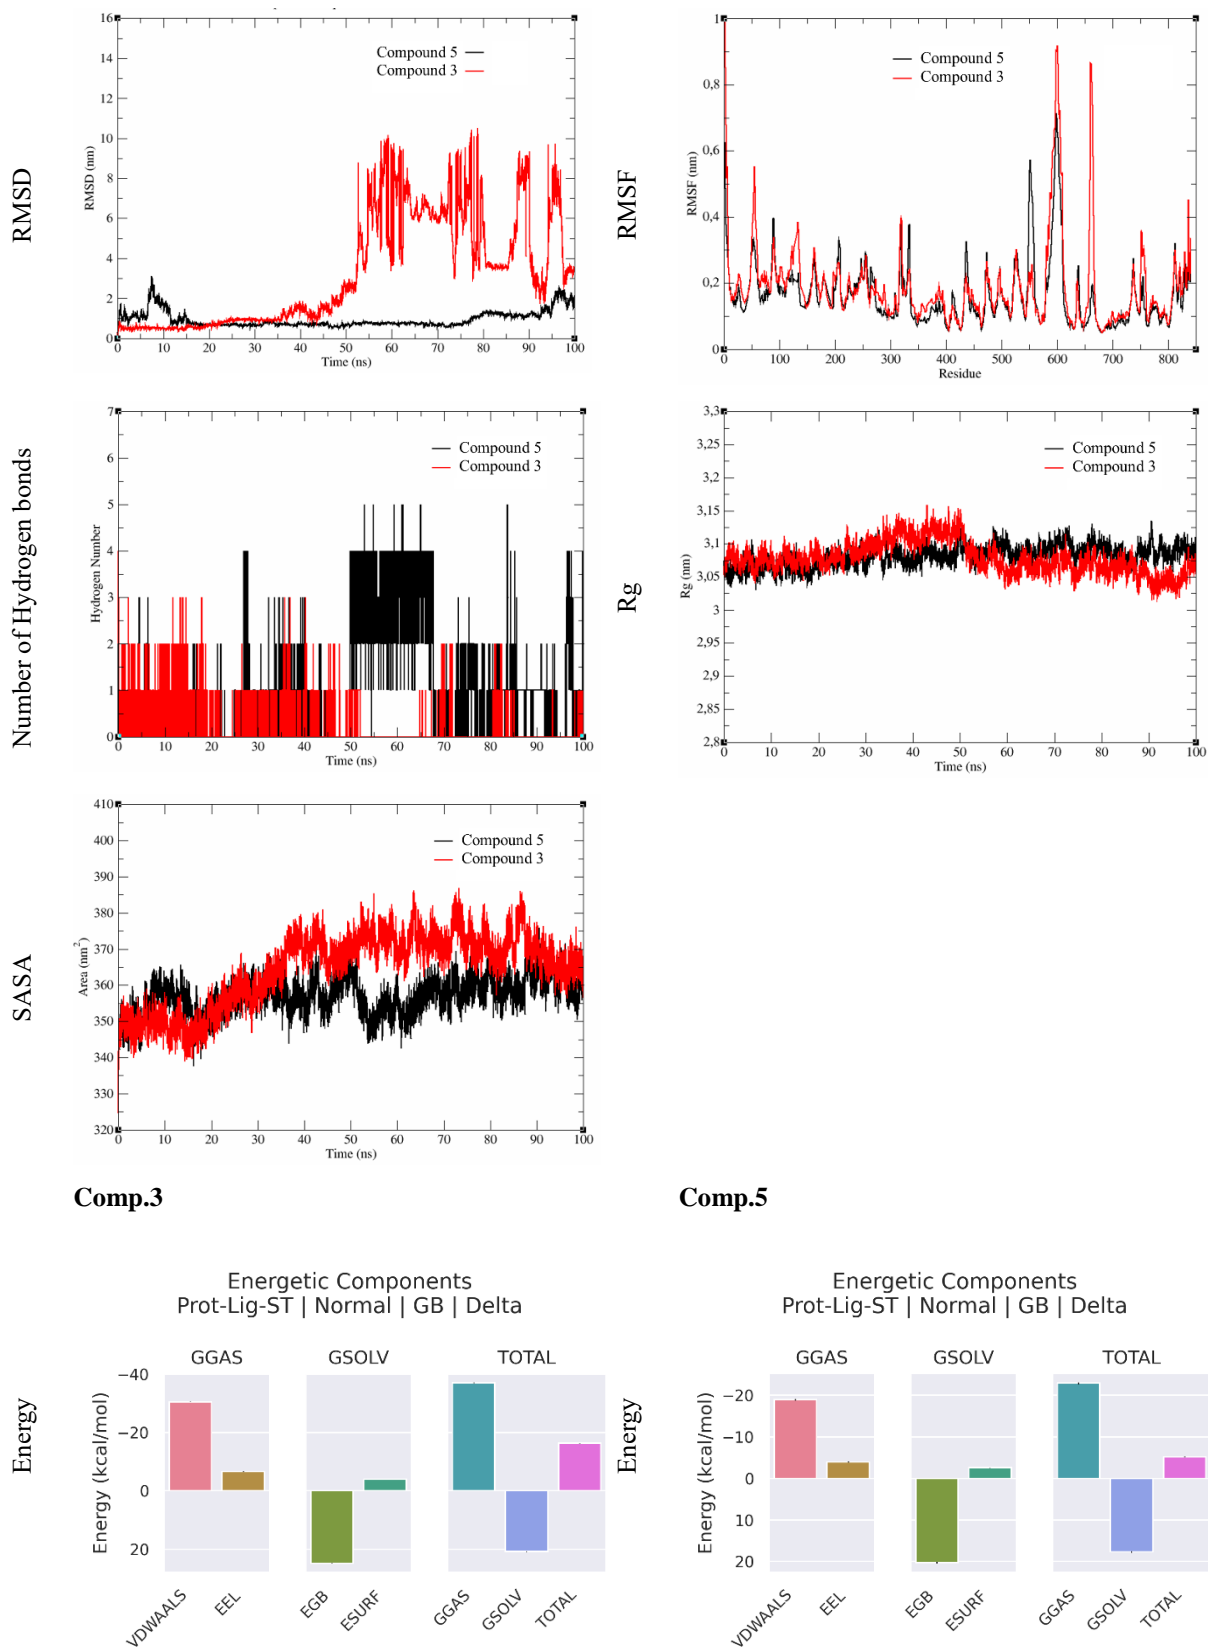 RMSD
16
14
12
10
8
6
4
2
0
RMSD (nm)
Compound 5
Compound 3
0 10 20 30 40 50 60 70 80 90 100
Time (ns)
RMSF
1
0,8
0,6
0,4
0,2
0
RMSF (nm)
Compound 5
Compound 3
0 100 200 300 400 500 600 700 800
Residue
Number of Hydrogen bonds
7
6
5
4
3
2
1
0
Hydrogen Number
Compound 5
Compound 3
0 10 20 30 40 50 60 70 80 90 100
Time (ns)
Rg
3,3
3,25
3,2
3,15
3,1
3,05
3
2,95
2,9
2,85
2,8
Rg (nm)
Compound 5
Compound 3
0 10 20 30 40 50 60 70 80 90 100
Time (ns)
SASA
410
400
390
380
370
360
350
340
330
320
Area (nm²)
Compound 5
Compound 3
0 10 20 30 40 50 60 70 80 90 100
Time (ns)
Comp.3
Comp.5
Energy
Energetic Components
Prot-Lig-ST | Normal | GB | Delta
GGAS GSOLV TOTAL
−40
−20
0
20
Energy (kcal/mol)
VDWAALS EEL EGB ESURF GGAS GSOLV TOTAL
Energy
Energetic Components
Prot-Lig-ST | Normal | GB | Delta
GGAS GSOLV TOTAL
−20
−10
0
10
20
Energy (kcal/mol)
VDWAALS EEL EGB ESURF GGAS GSOLV TOTAL